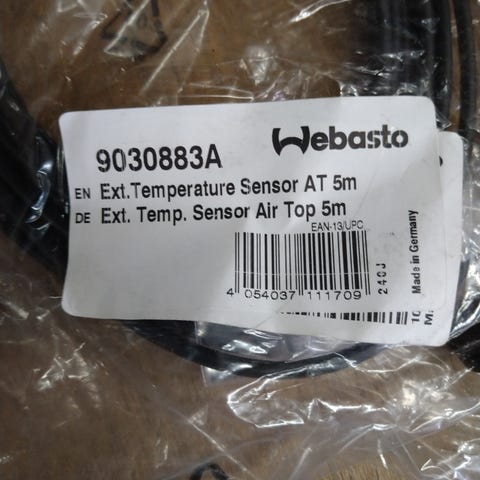 Webasto
9030883A
EN Ext.Temperature Sensor AT 5m
DE Ext. Temp. Sensor Air Top 5m
EAN-13/UPC
4 054037 111709
240J
Made in Germany